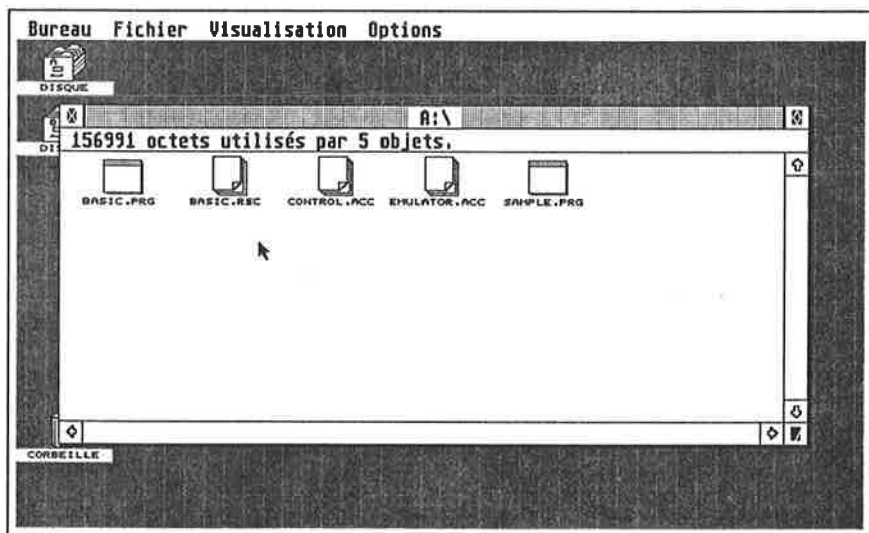 Bureau Fichier Visualisation Options
DISQUE
A:\
DIS
156991 octets utilisés par 5 objets.
BASIC.PRG BASIC.RSC CONTROL.ACC EMULATOR.ACC SAMPLE.PRG
CORBEILLE